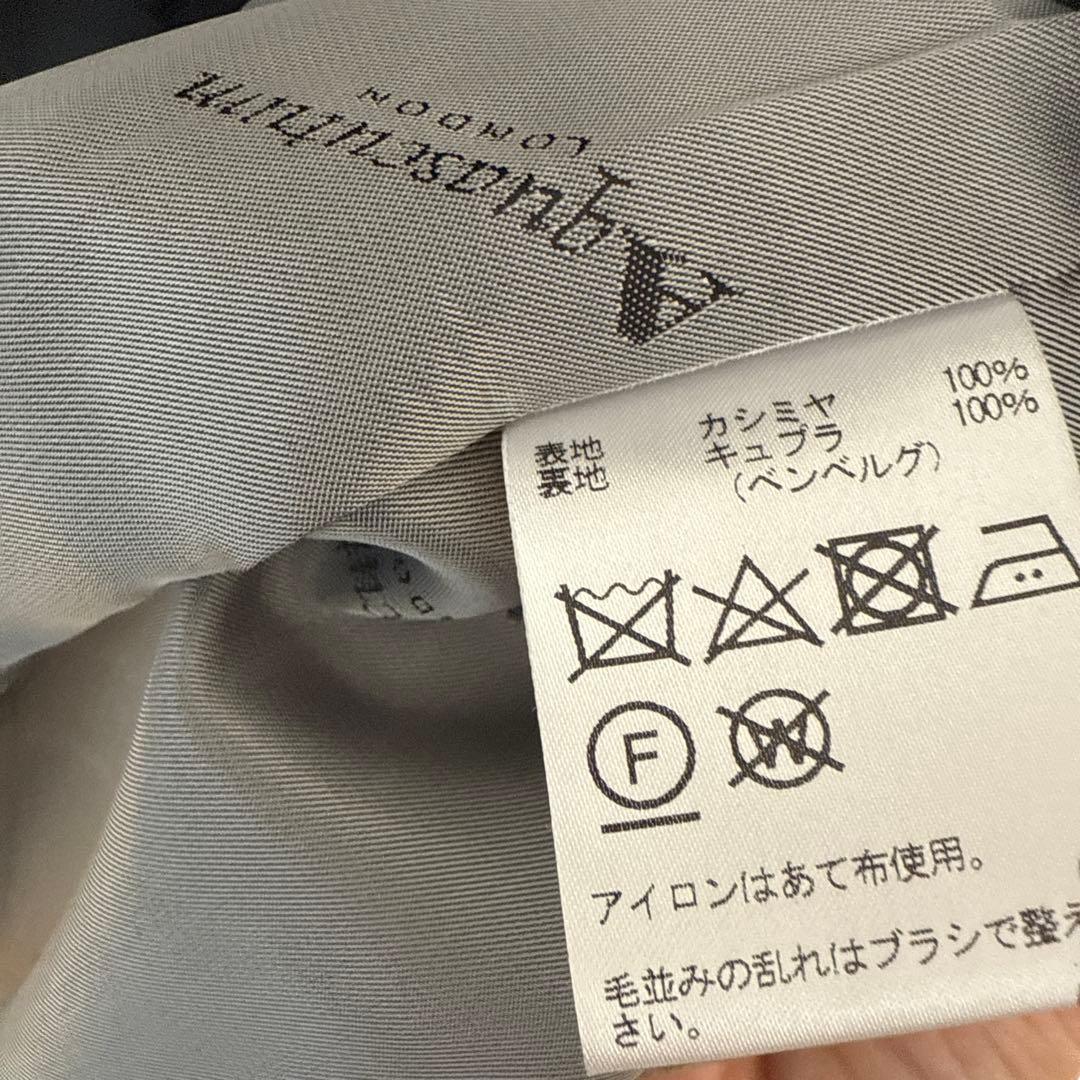 Aquascutum
LONDON
表地 カシミヤ 100%
裏地 キュプラ 100%
(ベンベルグ)
F
W
アイロンはあて布使用。
毛並みの乱れはブラシで整え
さい。